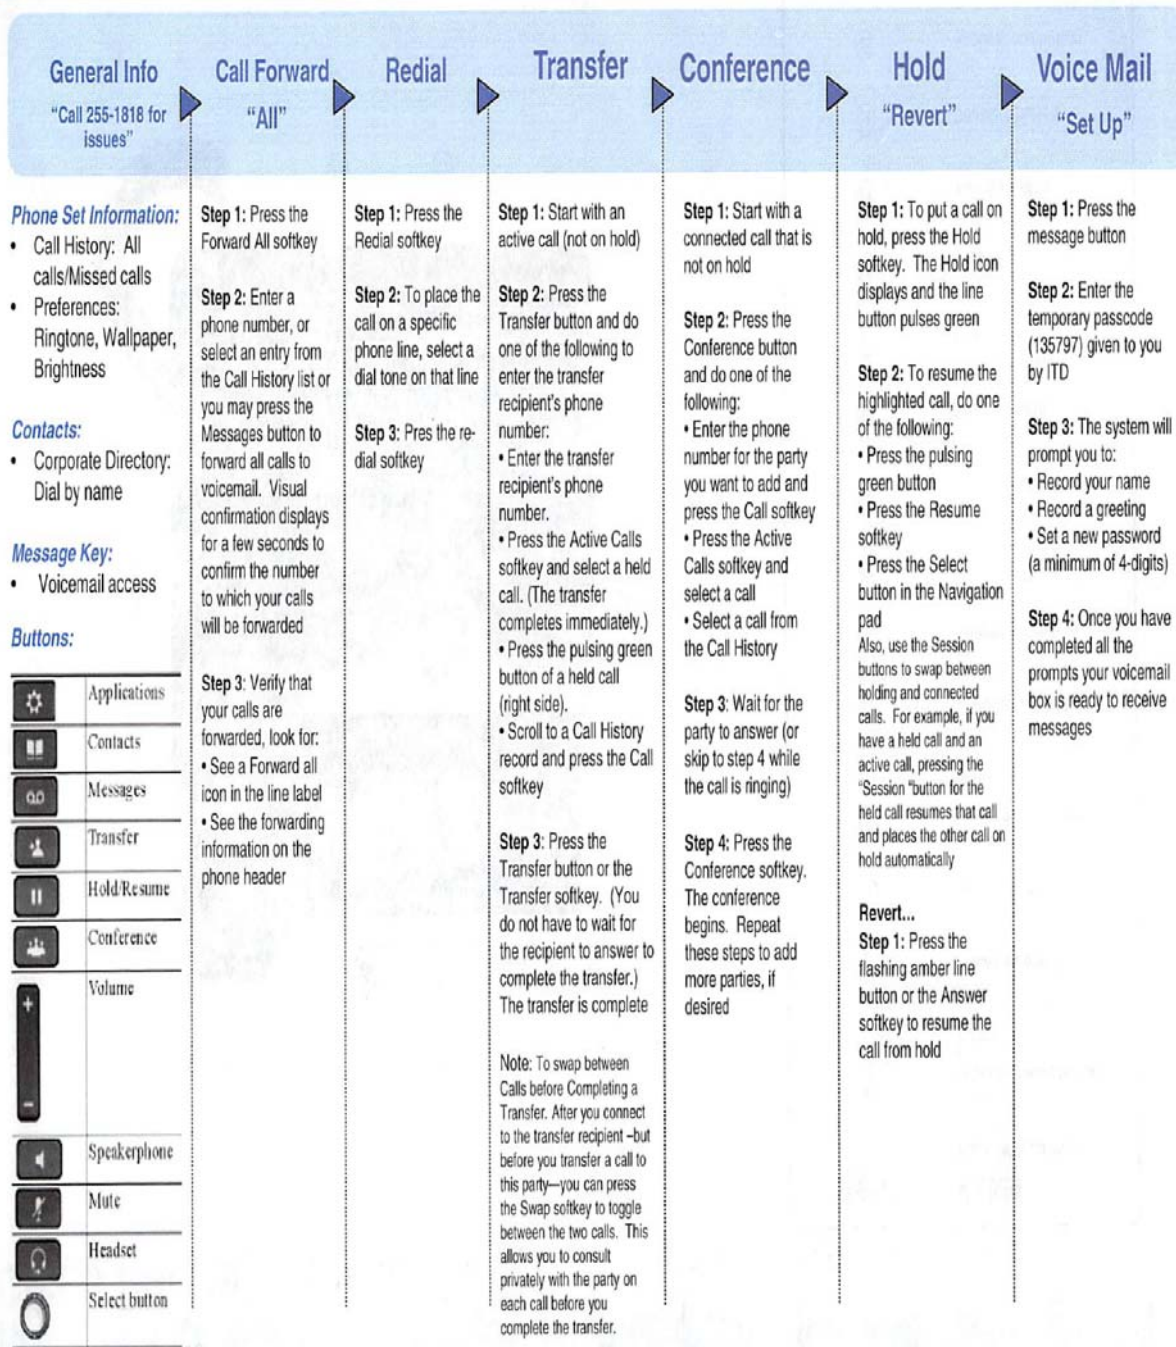 General Info
"Call 255-1818 for
issues"
Call Forward
"All"
Redial
Transfer
Conference
Hold
"Revert"
Voice Mail
"Set Up"
Phone Set Information:
• Call History: All
calls/Missed calls
• Preferences:
Ringtone, Wallpaper,
Brightness
Contacts:
• Corporate Directory:
Dial by name
Message Key:
• Voicemail access
Buttons:
Applications
Contacts
Messages
Transfer
Hold/Resume
Conference
Volume
Speakerphone
Mute
Headset
Select button
Step 1: Press the
Forward All softkey
Step 2: Enter a
phone number, or
select an entry from
the Call History list or
you may press the
Messages button to
forward all calls to
voicemail. Visual
confirmation displays
for a few seconds to
confirm the number
to which your calls
will be forwarded
Step 3: Verify that
your calls are
forwarded, look for:
• See a Forward all
icon in the line label
• See the forwarding
information on the
phone header
Step 1: Press the
Redial softkey
Step 2: To place the
call on a specific
phone line, select a
dial tone on that line
Step 3: Pres the re-
dial softkey
Step 1: Start with an
active call (not on hold)
Step 2: Press the
Transfer button and do
one of the following to
enter the transfer
recipient's phone
number:
• Enter the transfer
recipient's phone
number.
• Press the Active Calls
softkey and select a held
call. (The transfer
completes immediately.)
• Press the pulsing green
button of a held call
(right side).
• Scroll to a Call History
record and press the Call
softkey
Step 3: Press the
Transfer button or the
Transfer softkey. (You
do not have to wait for
the recipient to answer to
complete the transfer.)
The transfer is complete
Note: To swap between
Calls before Completing a
Transfer. After you connect
to the transfer recipient –but
before you transfer a call to
this party—you can press
the Swap softkey to toggle
between the two calls. This
allows you to consult
privately with the party on
each call before you
complete the transfer.
Step 1: Start with a
connected call that is
not on hold
Step 2: Press the
Conference button
and do one of the
following:
• Enter the phone
number for the party
you want to add and
press the Call softkey
• Press the Active
Calls softkey and
select a call
• Select a call from
the Call History
Step 3: Wait for the
party to answer (or
skip to step 4 while
the call is ringing)
Step 4: Press the
Conference softkey.
The conference
begins. Repeat
these steps to add
more parties, if
desired
Step 1: To put a call on
hold, press the Hold
softkey. The Hold icon
displays and the line
button pulses green
Step 2: To resume the
highlighted call, do one
of the following:
• Press the pulsing
green button
• Press the Resume
softkey
• Press the Select
button in the Navigation
pad
Also, use the Session
buttons to swap between
holding and connected
calls. For example, if you
have a held call and an
active call, pressing the
"Session "button for the
held call resumes that call
and places the other call on
hold automatically
Revert...
Step 1: Press the
flashing amber line
button or the Answer
softkey to resume the
call from hold
Step 1: Press the
message button
Step 2: Enter the
temporary passcode
(135797) given to you
by ITD
Step 3: The system will
prompt you to:
• Record your name
• Record a greeting
• Set a new password
(a minimum of 4-digits)
Step 4: Once you have
completed all the
prompts your voicemail
box is ready to receive
messages